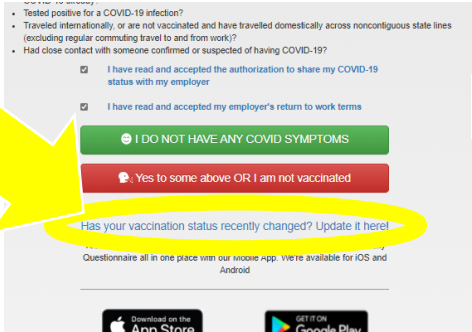 Tested positive for a COVID-19 infection?
Traveled internationally, or are not vaccinated and have travelled domestically across noncontiguous state lines
(excluding regular commuting travel to and from work)?
Had close contact with someone confirmed or suspected of having COVID-19?
I have read and accepted the authorization to share my COVID-19
status with my employer
I have read and accepted my employer's return to work terms
I DO NOT HAVE ANY COVID SYMPTOMS
Yes to some above OR I am not vaccinated
Has your vaccination status recently changed? Update it here!
Questionnaire all in one place with our Mobile App. We're available for iOS and
Android
Download on the
App Store
GET IT ON
Google Play